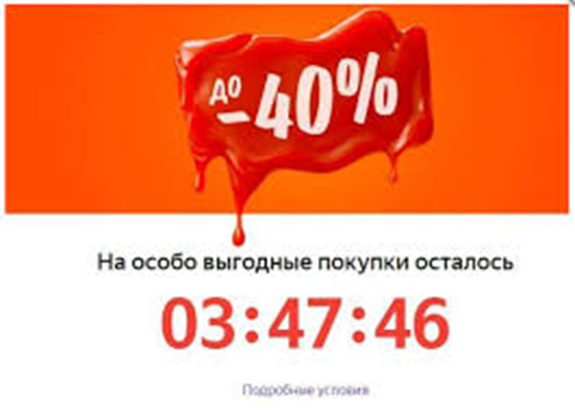 до
-40%
На особо выгодные покупки осталось
03:47:46
Подробные условия